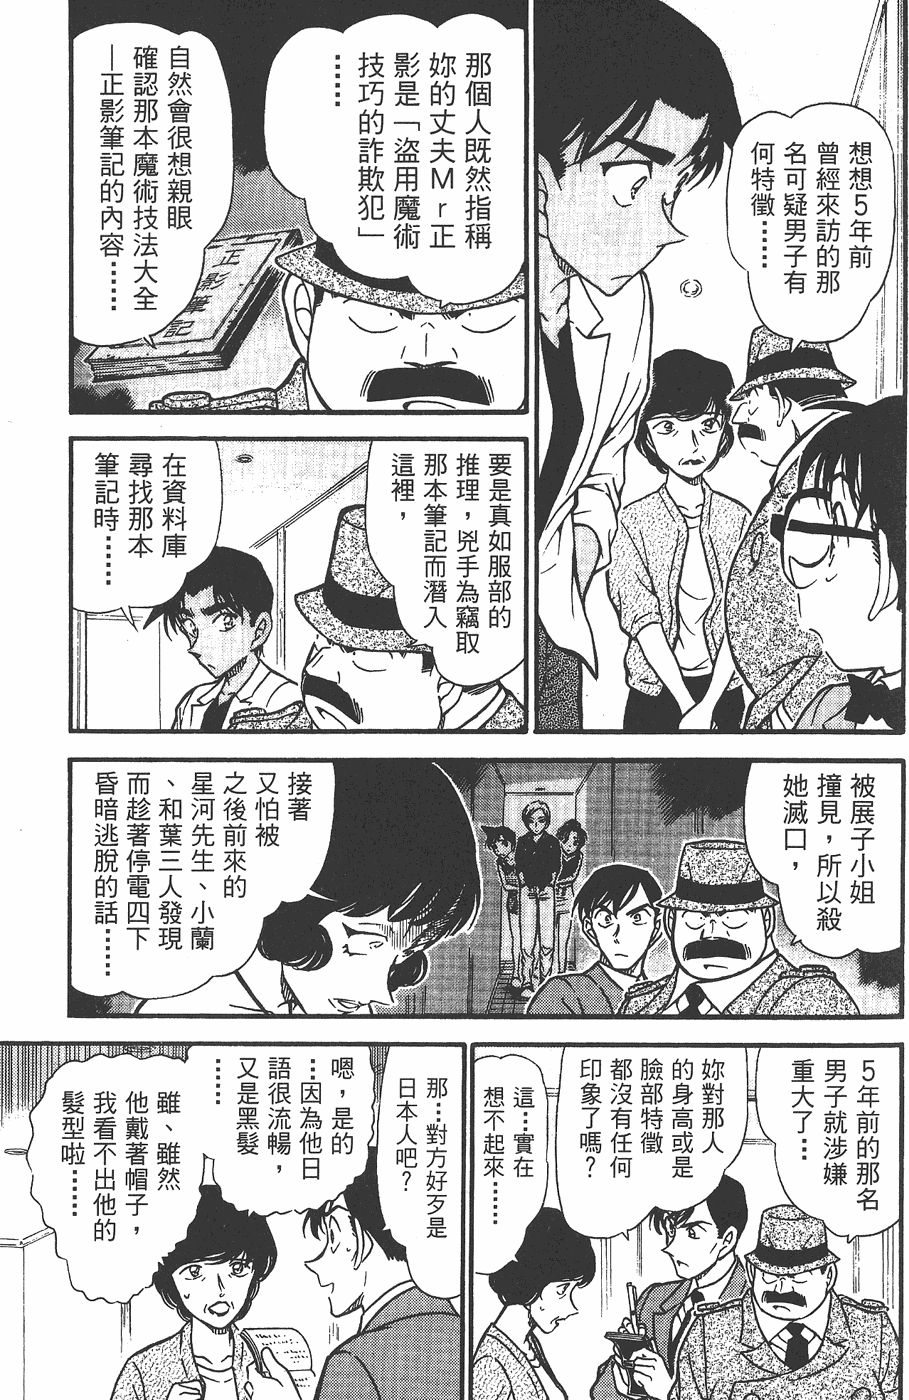 想想5年前
曾經來訪的那
名可疑男子有
何特徵……
那個人既然指稱
妳的丈夫Mr正
影是「盜用魔術
技巧的詐欺犯」
……
自然會很想親眼
確認那本魔術技法大全
—正影筆記的內容……
正影筆記
要是真如服部的
推理，兇手為竊取
那本筆記而潛入
這裡，
在資料庫
尋找那本
筆記時……
被展子小姐
撞見，所以殺
她滅口，
接著
又怕被
之後前來的
星河先生、小蘭
、和葉三人發現
而趁著停電四下
昏暗逃脫的話……
5年前的那名
男子就涉嫌
重大了…
妳對那人
的身高或是
臉部特徵
都沒有任何
印象了嗎？
這…實在
想不起來……
那…對方好歹是
日本人吧？
嗯，是的
…因為他日
語很流暢，
又是黑髮
……
雖、雖然
他戴著帽子，
我看不出他的
髮型啦……